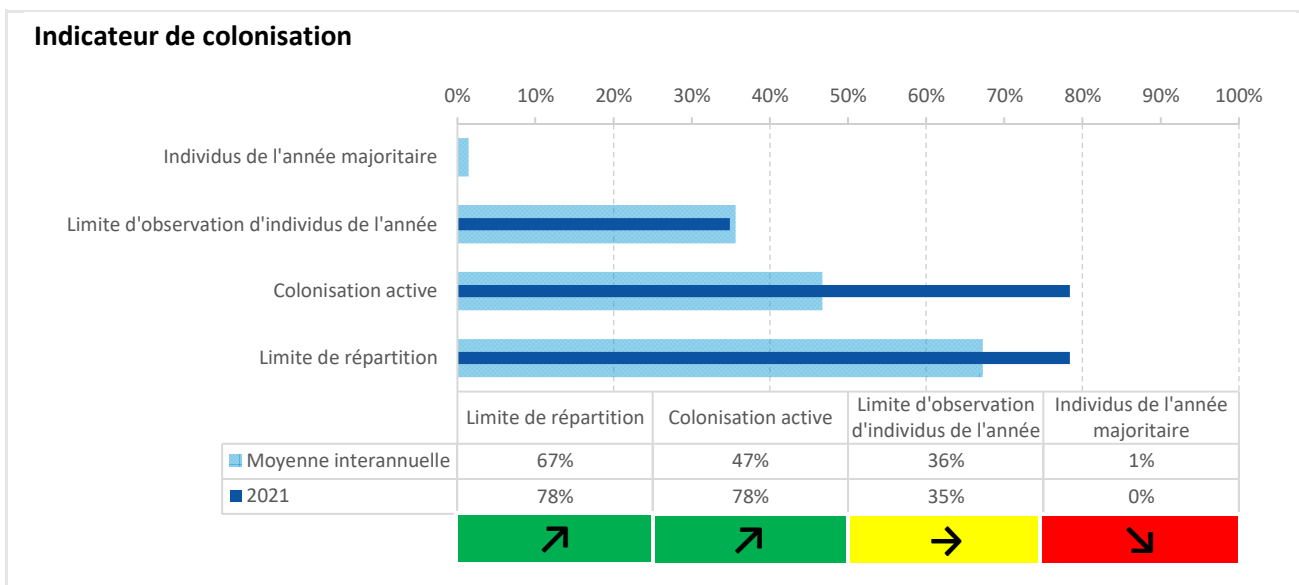 Indicateur de colonisation
0% 10% 20% 30% 40% 50% 60% 70% 80% 90% 100%
Individus de l'année majoritaire
Limite d'observation d'individus de l'année
Colonisation active
Limite de répartition
Limite de répartition Colonisation active Limite d'observation d'individus de l'année Individus de l'année majoritaire
Moyenne interannuelle 67% 47% 36% 1%
2021 78% 78% 35% 0%